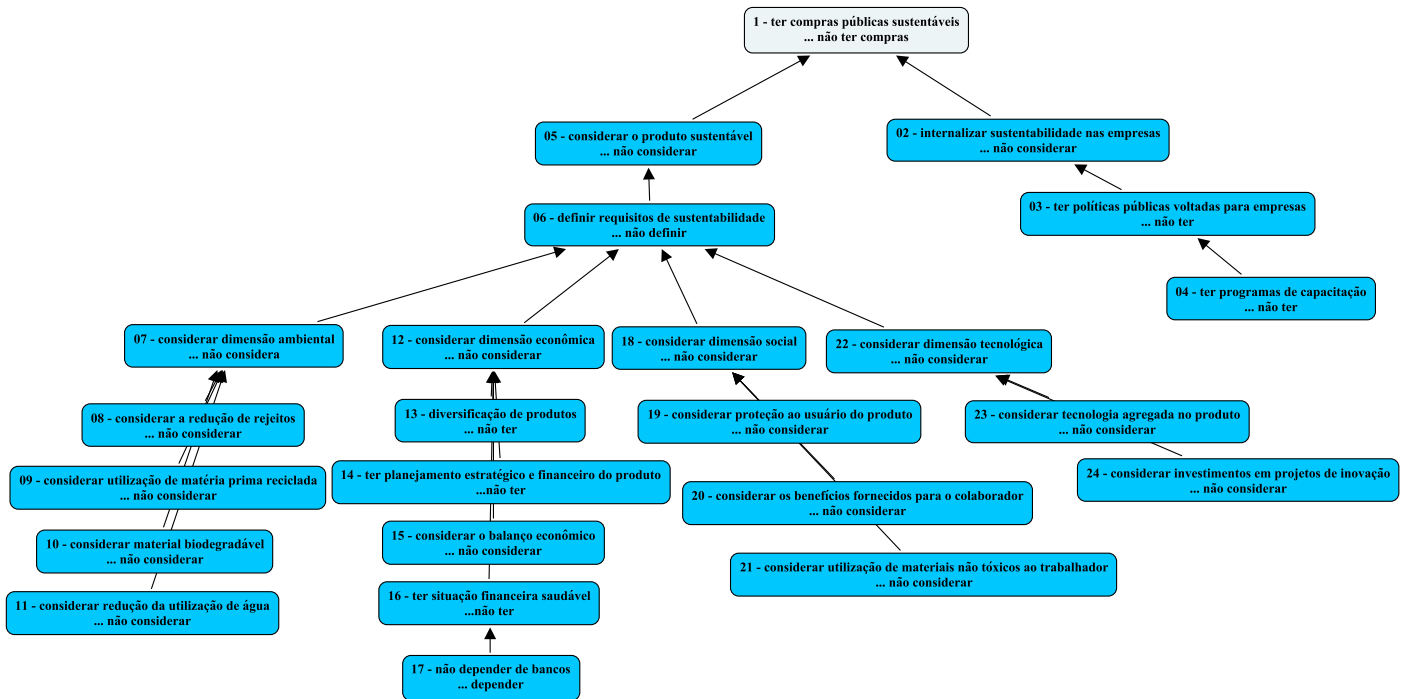 1 - ter compras públicas sustentáveis
... não ter compras
05 - considerar o produto sustentável
... não considerar
02 - internalizar sustentabilidade nas empresas
... não considerar
03 - ter políticas públicas voltadas para empresas
... não ter
06 - definir requisitos de sustentabilidade
... não definir
04 - ter programas de capacitação
... não ter
07 - considerar dimensão ambiental
... não considera
12 - considerar dimensão econômica
... não considerar
18 - considerar dimensão social
... não considerar
22 - considerar dimensão tecnológica
... não considerar
08 - considerar a redução de rejeitos
... não considerar
13 - diversificação de produtos
... não ter
19 - considerar proteção ao usuário do produto
... não considerar
23 - considerar tecnologia agregada no produto
... não considerar
09 - considerar utilização de matéria prima reciclada
... não considerar
14 - ter planejamento estratégico e financeiro do produto
...não ter
20 - considerar os benefícios fornecidos para o colaborador
... não considerar
24 - considerar investimentos em projetos de inovação
... não considerar
10 - considerar material biodegradável
... não considerar
15 - considerar o balanço econômico
... não considerar
21 - considerar utilização de materiais não tóxicos ao trabalhador
... não considerar
11 - considerar redução da utilização de água
... não considerar
16 - ter situação financeira saudável
...não ter
17 - não depender de bancos
... depender